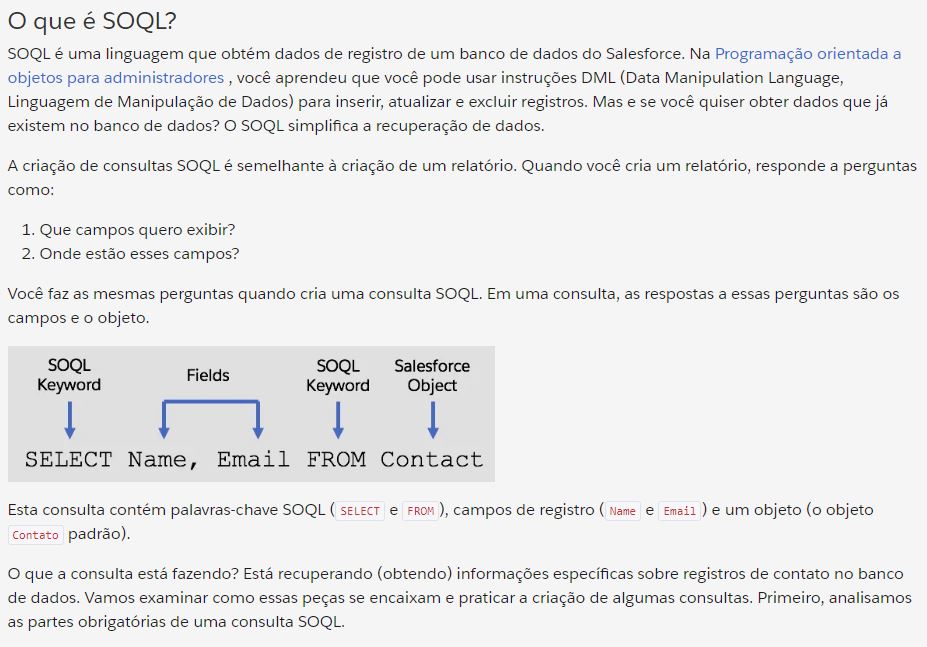 O que é SOQL?
SOQL é uma linguagem que obtém dados de registro de um banco de dados do Salesforce. Na Programação orientada a
objetos para administradores , você aprendeu que você pode usar instruções DML (Data Manipulation Language,
Linguagem de Manipulação de Dados) para inserir, atualizar e excluir registros. Mas e se você quiser obter dados que já
existem no banco de dados? O SOQL simplifica a recuperação de dados.
A criação de consultas SOQL é semelhante à criação de um relatório. Quando você cria um relatório, responde a perguntas
como:
1. Que campos quero exibir?
2. Onde estão esses campos?
Você faz as mesmas perguntas quando cria uma consulta SOQL. Em uma consulta, as respostas a essas perguntas são os
campos e o objeto.
SOQL Keyword
Fields
SOQL Keyword
Salesforce Object
SELECT Name, Email FROM Contact
Esta consulta contém palavras-chave SOQL ( SELECT e FROM ), campos de registro ( Name e Email ) e um objeto (o objeto
Contato padrão).
O que a consulta está fazendo? Está recuperando (obtendo) informações específicas sobre registros de contato no banco
de dados. Vamos examinar como essas peças se encaixam e praticar a criação de algumas consultas. Primeiro, analisamos
as partes obrigatórias de uma consulta SOQL.